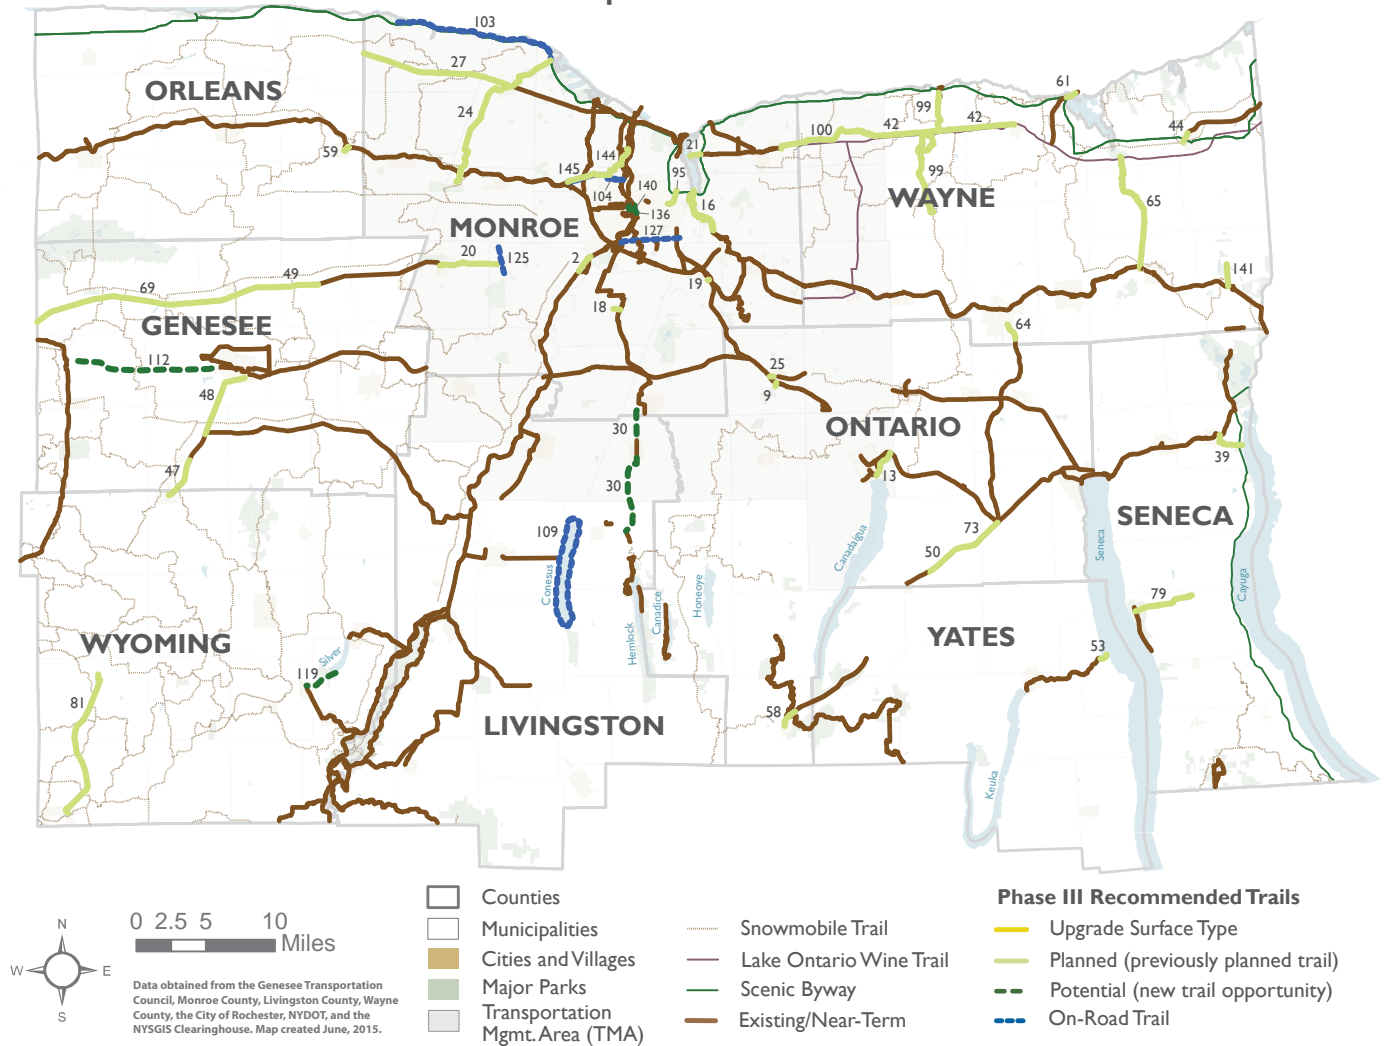 103
27
ORLEANS
24
61
99
42
100
42
44
59
21
144
145
95
104
140
99
WAYNE
136
16
65
MONROE
127
20
125
2
141
49
19
69
18
GENESEE
64
112
25
48
9
30
ONTARIO
39
47
13
30
SENECA
109
73
Canadaigua
Seneca
50
Conesus
Honeoye
Cayuga
Canadice
79
Hemlock
WYOMING
YATES
Silver
53
119
81
58
LIVINGSTON
Keuka
N
W
E
S
0 2.5 5 10
Miles
Data obtained from the Genesee Transportation
Council, Monroe County, Livingston County, Wayne
County, the City of Rochester, NYDOT, and the
NYSGIS Clearinghouse. Map created June, 2015.
Counties
Municipalities
Cities and Villages
Major Parks
Transportation
Mgmt. Area (TMA)
Snowmobile Trail
Lake Ontario Wine Trail
Scenic Byway
Existing/Near-Term
Phase III Recommended Trails
Upgrade Surface Type
Planned (previously planned trail)
Potential (new trail opportunity)
On-Road Trail